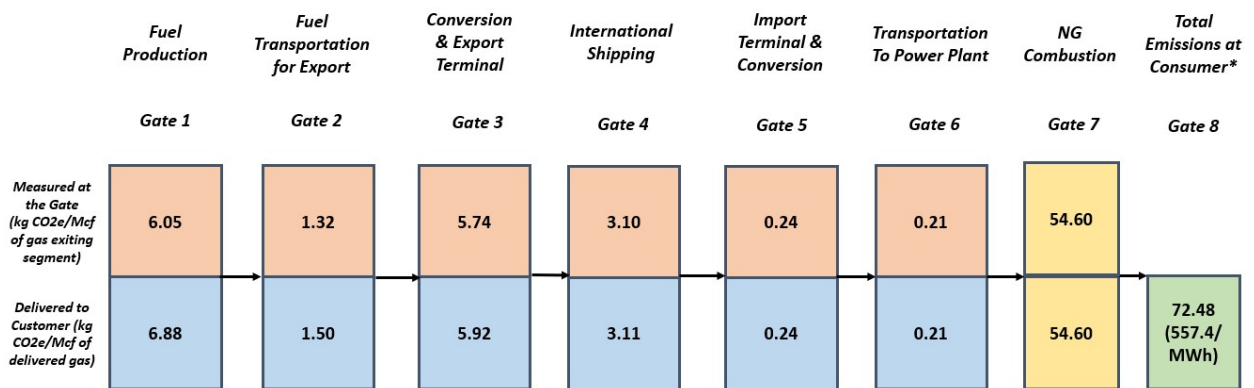 Fuel
Production
Fuel
Transportation
for Export
Conversion
& Export
Terminal
International
Shipping
Import
Terminal &
Conversion
Transportation
To Power Plant
NG
Combustion
Total
Emissions at
Consumer*
Gate 1
Gate 2
Gate 3
Gate 4
Gate 5
Gate 6
Gate 7
Gate 8
Measured at
the Gate
(kg CO2e/Mcf
of gas exiting
segment)
6.05
1.32
5.74
3.10
0.24
0.21
54.60
Delivered to
Customer (kg
CO2e/Mcf of
delivered gas)
6.88
1.50
5.92
3.11
0.24
0.21
54.60
72.48
(557.4/
MWh)